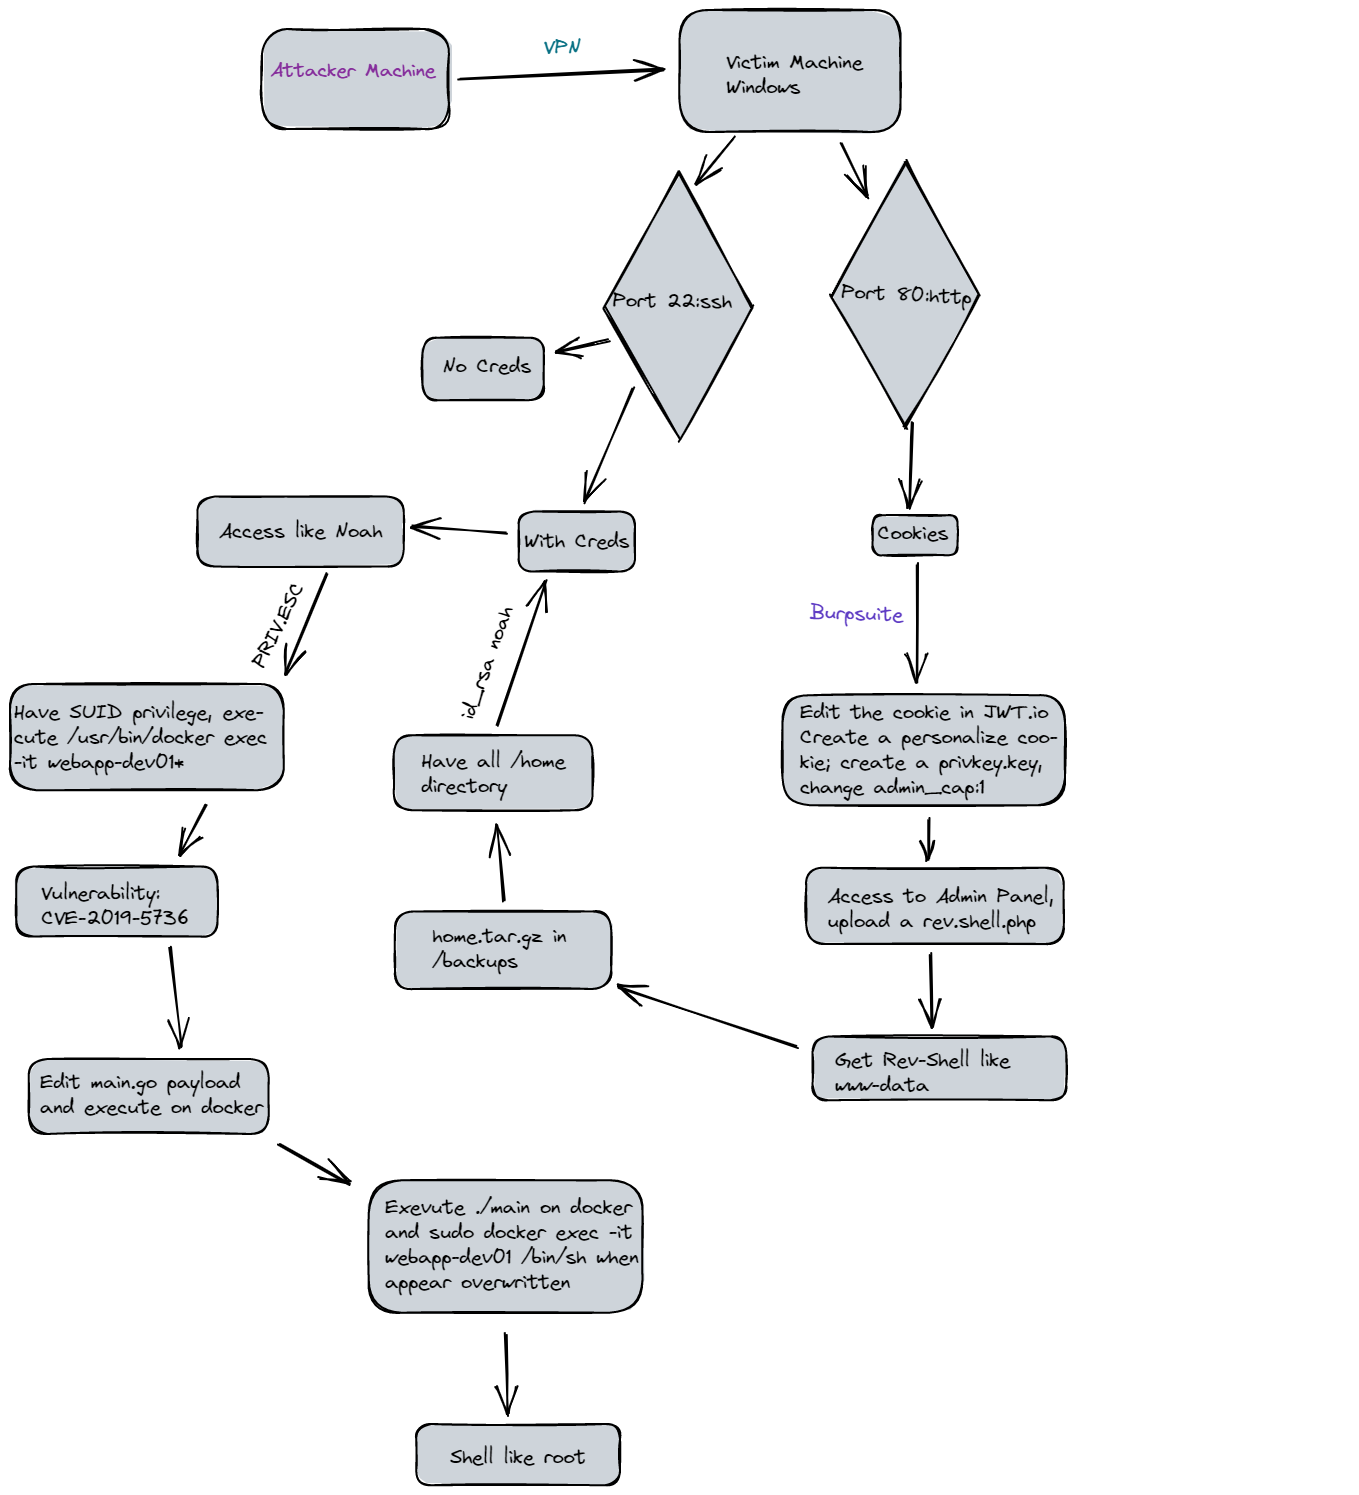 Attacker Machine
VPN
Victim Machine
Windows
Port 22:ssh
Port 80:http
No Creds
Access like Noah
With Creds
Cookies
PRIV.ESC
id_rsa noah
Burpsuite
Have SUID privilege, exe-
cute /usr/bin/docker exec
-it webapp-dev01*
Have all /home
directory
Edit the cookie in JWT.io
Create a personalize coo-
kie; create a privkey.key,
change admin_cap:1
Vulnerability:
CVE-2019-5736
home.tar.gz in
/backups
Access to Admin Panel,
upload a rev.shell.php
Edit main.go payload
and execute on docker
Get Rev-Shell like
www-data
Exevute ./main on docker
and sudo docker exec -it
webapp-dev01 /bin/sh when
appear overwritten
Shell like root